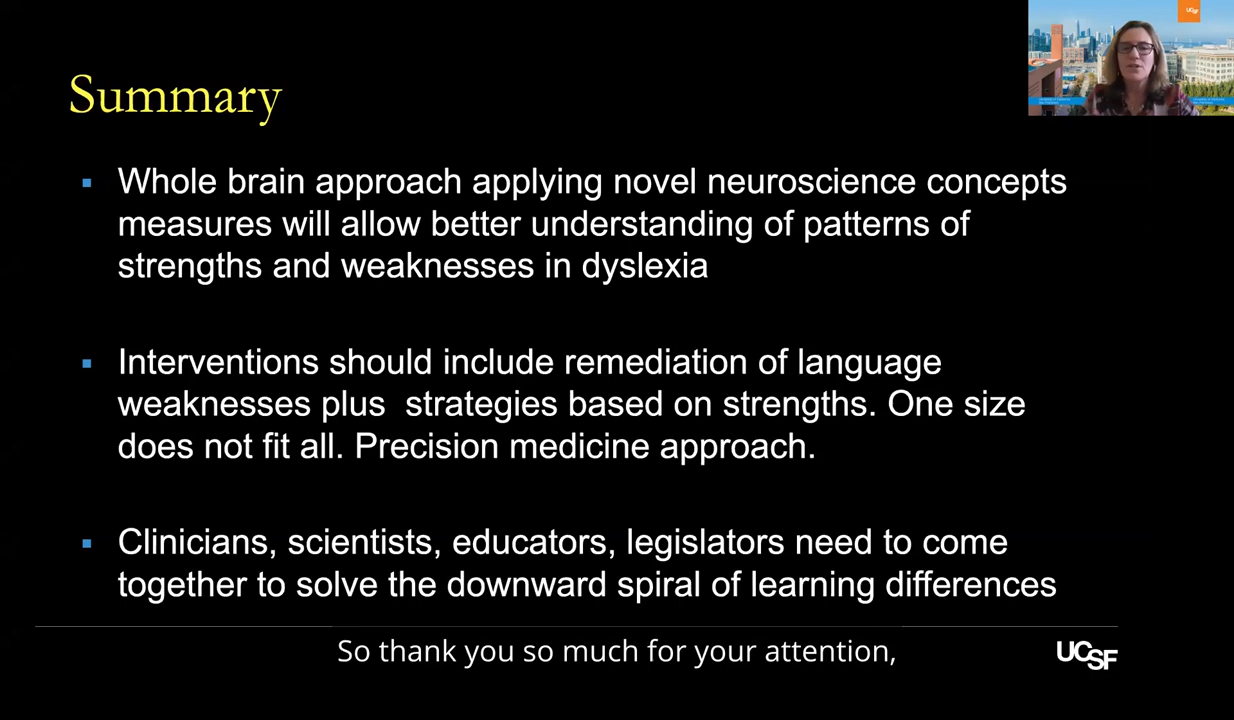 UCSF
Summary
Whole brain approach applying novel neuroscience concepts
measures will allow better understanding of patterns of
strengths and weaknesses in dyslexia
Interventions should include remediation of language
weaknesses plus strategies based on strengths. One size
does not fit all. Precision medicine approach.
Clinicians, scientists, educators, legislators need to come
together to solve the downward spiral of learning differences
So thank you so much for your attention,
UCSF